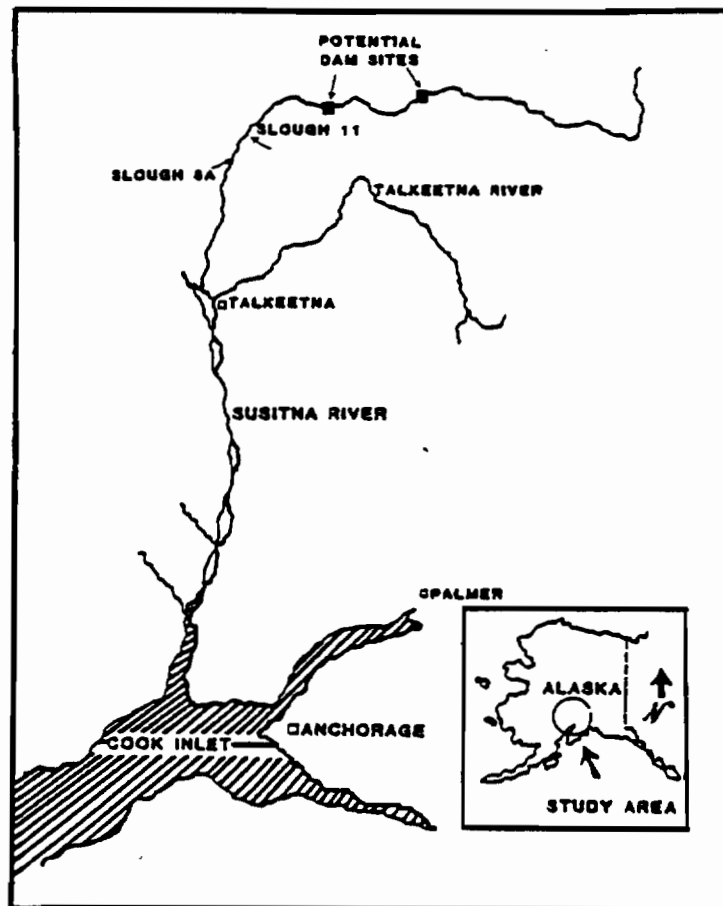 POTENTIAL
DAM SITES
SLOUGH 11
SLOUGH 8A
TALKEETNA RIVER
TALKEETNA
SUSITNA RIVER
PALMER
ANCHORAGE
COOK INLET
ALASKA
N
STUDY AREA